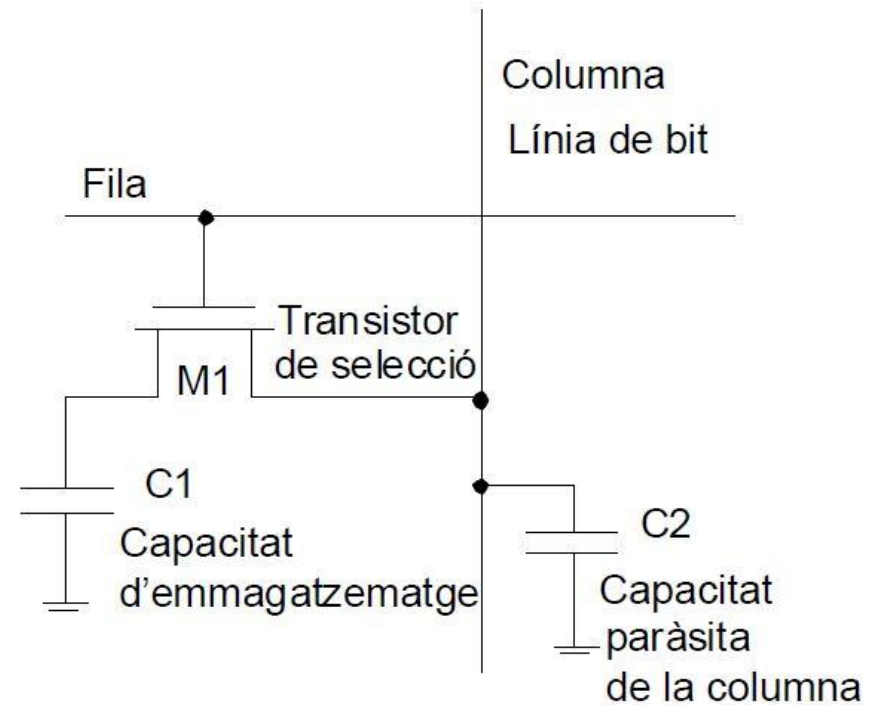 Columna
Línia de bit
Fila
Transistor
de selecció
M1
C1
Capacitat
d'emmagatzematge
C2
Capacitat
paràsita
de la columna